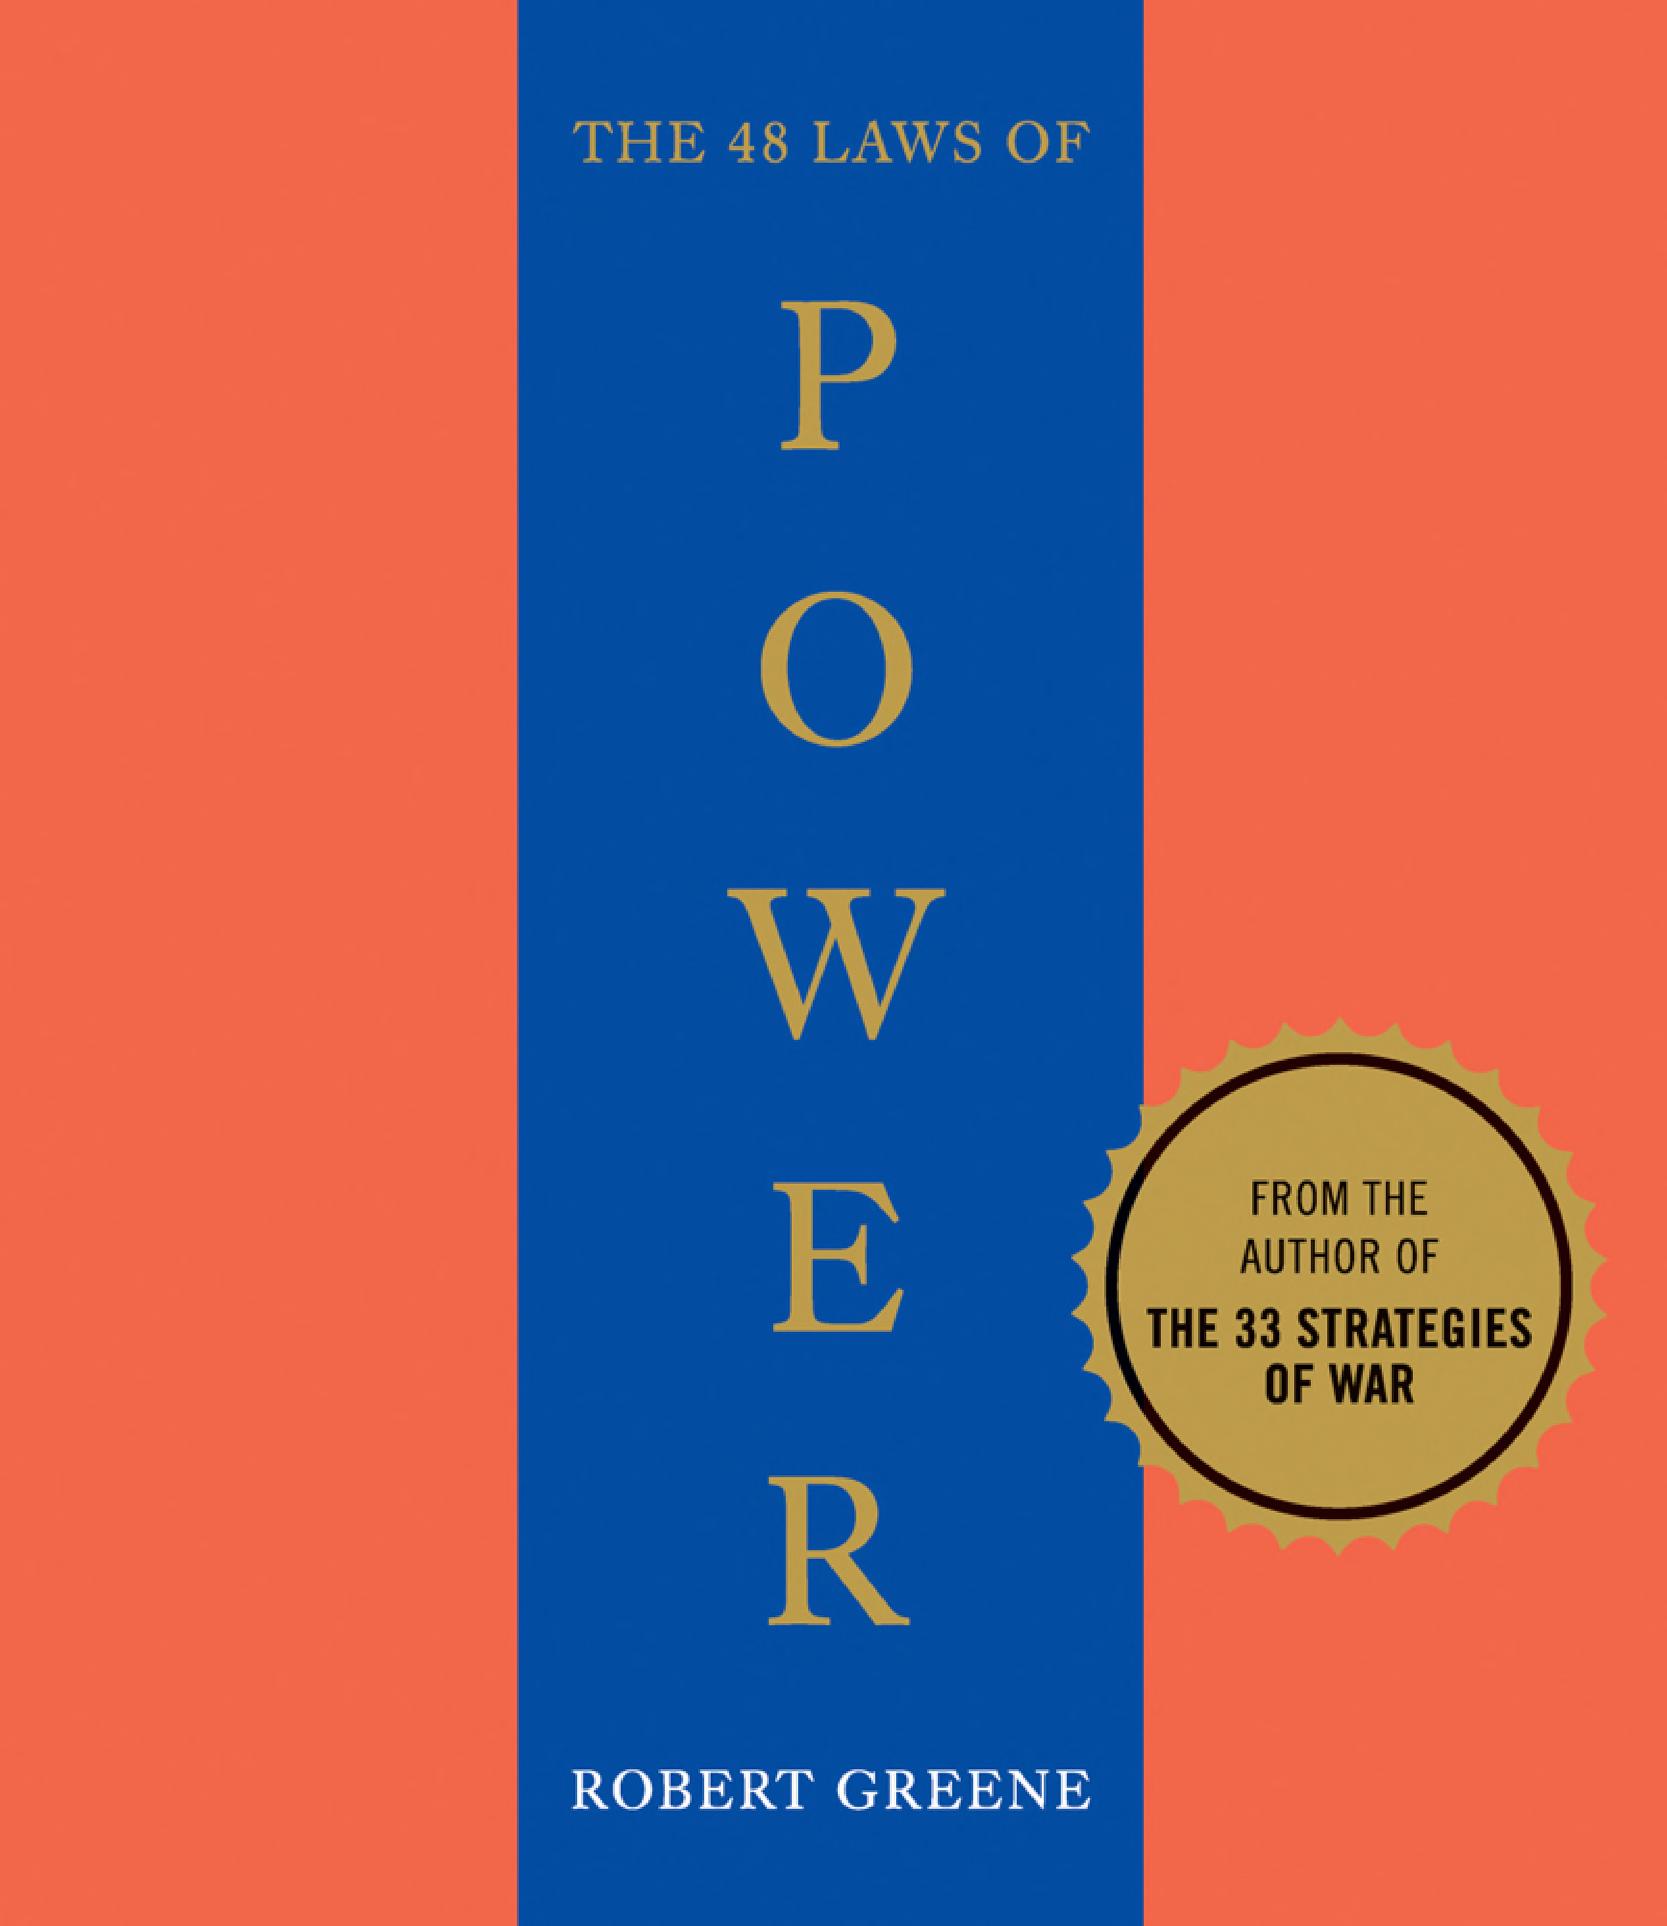 THE 48 LAWS OF
P
O
W
E
R
FROM THE
AUTHOR OF
THE 33 STRATEGIES
OF WAR
ROBERT GREENE